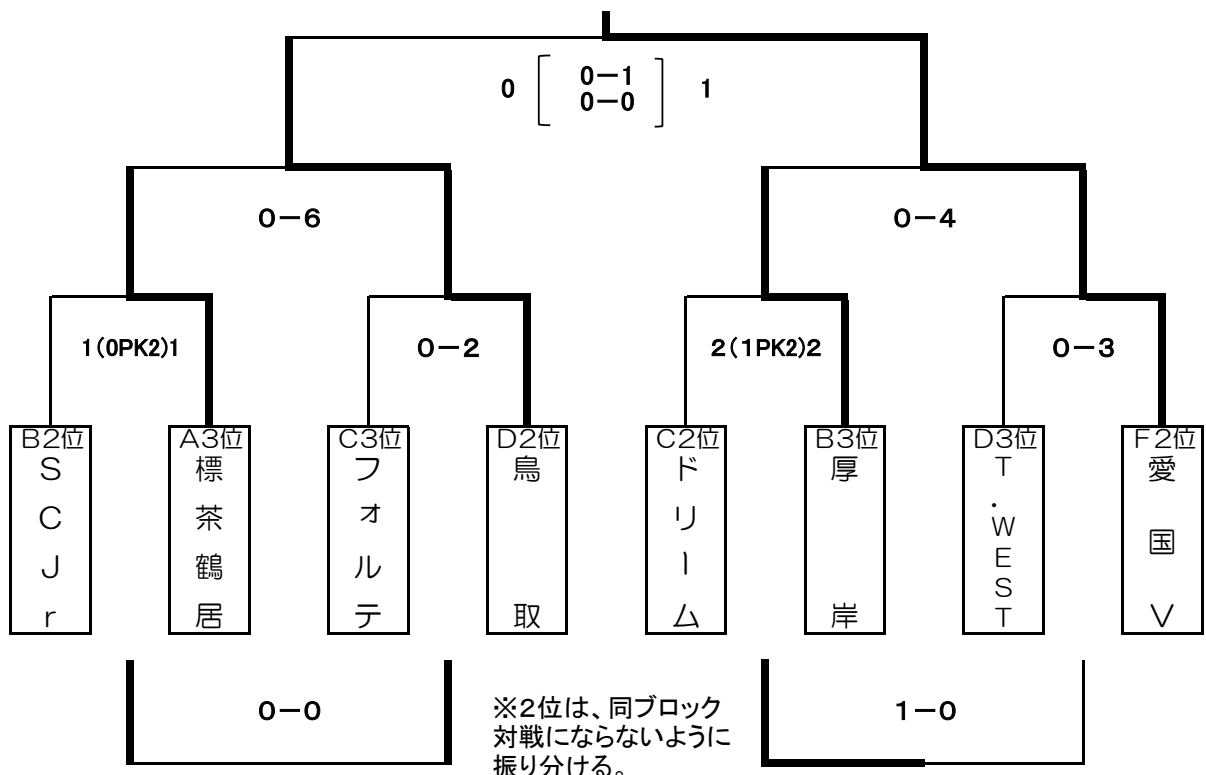 0 [ 0－1 0－0 ] 1
0－6
0－4
1(0PK2)1
0－2
2(1PK2)2
0－3
B2位
SCJr
A3位
標茶鶴居
C3位
フォルテ
D2位
鳥取
C2位
ドリーム
B3位
厚岸
D3位
T.WEST
F2位
愛国V
0－0
※2位は、同ブロック
対戦にならないように
振り分ける。
1－0